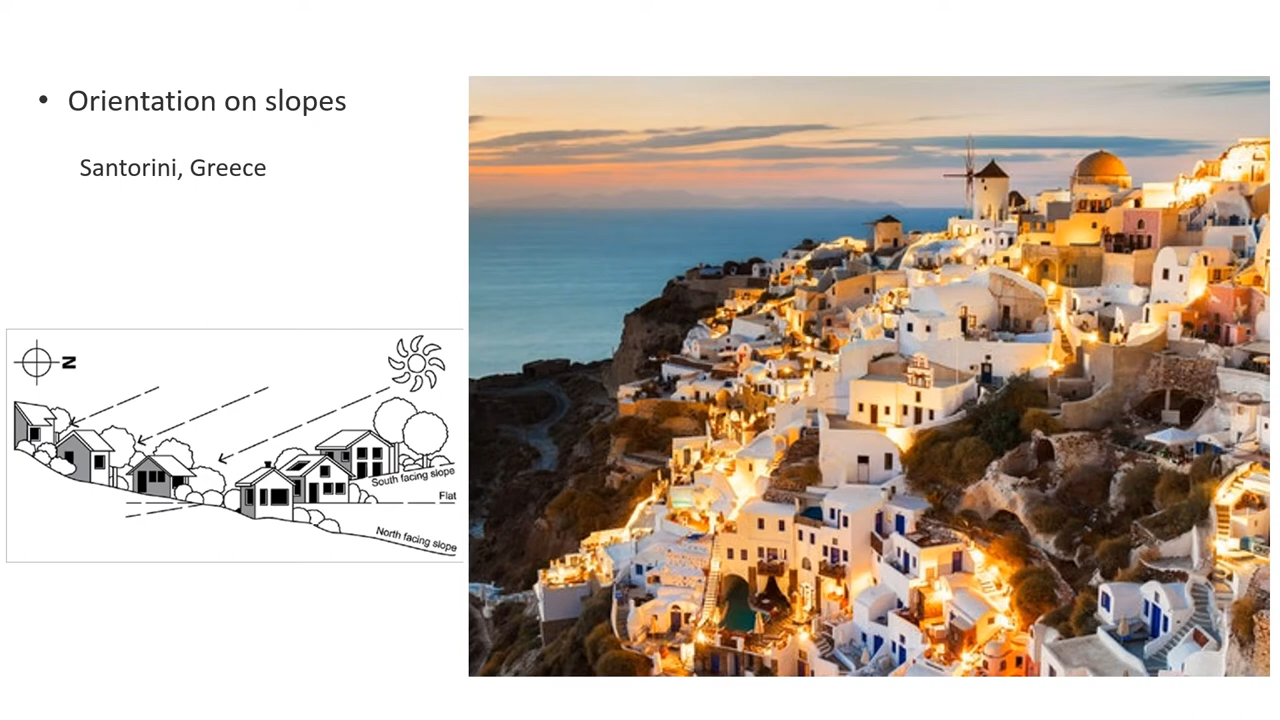 • Orientation on slopes
Santorini, Greece
N
South facing slope
Flat
North facing slope